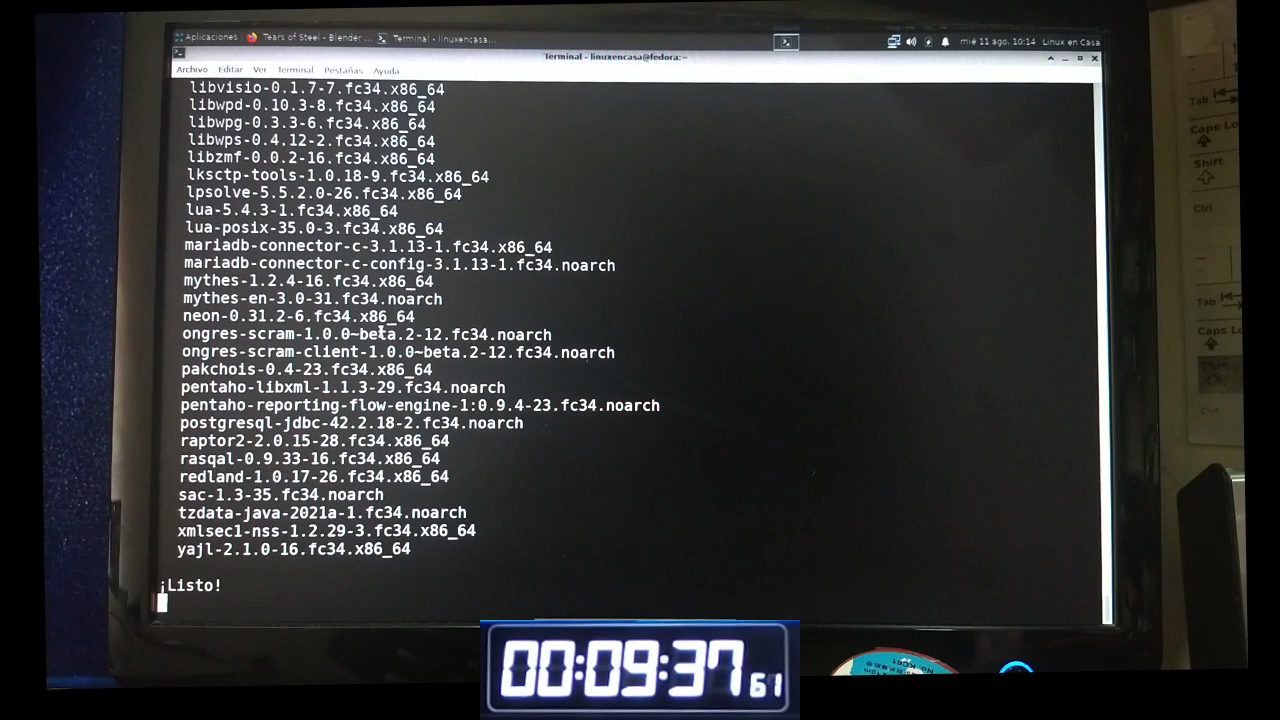 Aplicaciones Tears of Steel - Blender ... Terminal - linuxencasa... mié 11 ago, 10:14 Linux en Casa
Terminal - linuxencasa@fedora:~
Archivo Editar Ver Terminal Pestañas Ayuda
libvisio-0.1.7-7.fc34.x86_64
libwpd-0.10.3-8.fc34.x86_64
libwpg-0.3.3-6.fc34.x86_64
libwps-0.4.12-2.fc34.x86_64
libzmf-0.0.2-16.fc34.x86_64
lksctp-tools-1.0.18-9.fc34.x86_64
lpsolve-5.5.2.0-26.fc34.x86_64
lua-5.4.3-1.fc34.x86_64
lua-posix-35.0-3.fc34.x86_64
mariadb-connector-c-3.1.13-1.fc34.x86_64
mariadb-connector-c-config-3.1.13-1.fc34.noarch
mythes-1.2.4-16.fc34.x86_64
mythes-en-3.0-31.fc34.noarch
neon-0.31.2-6.fc34.x86_64
ongres-scram-1.0.0~beta.2-12.fc34.noarch
ongres-scram-client-1.0.0~beta.2-12.fc34.noarch
pakchois-0.4-23.fc34.x86_64
pentaho-libxml-1.1.3-29.fc34.noarch
pentaho-reporting-flow-engine-1:0.9.4-23.fc34.noarch
postgresql-jdbc-42.2.18-2.fc34.noarch
raptor2-2.0.15-28.fc34.x86_64
rasqal-0.9.33-16.fc34.x86_64
redland-1.0.17-26.fc34.x86_64
sac-1.3-35.fc34.noarch
tzdata-java-2021a-1.fc34.noarch
xmlsec1-nss-1.2.29-3.fc34.x86_64
yajl-2.1.0-16.fc34.x86_64
¡Listo!
00:09:37 61
Tab
Caps Lo
Shift
Ctrl
Tab
Caps Lo
Ctrl
No. KC61